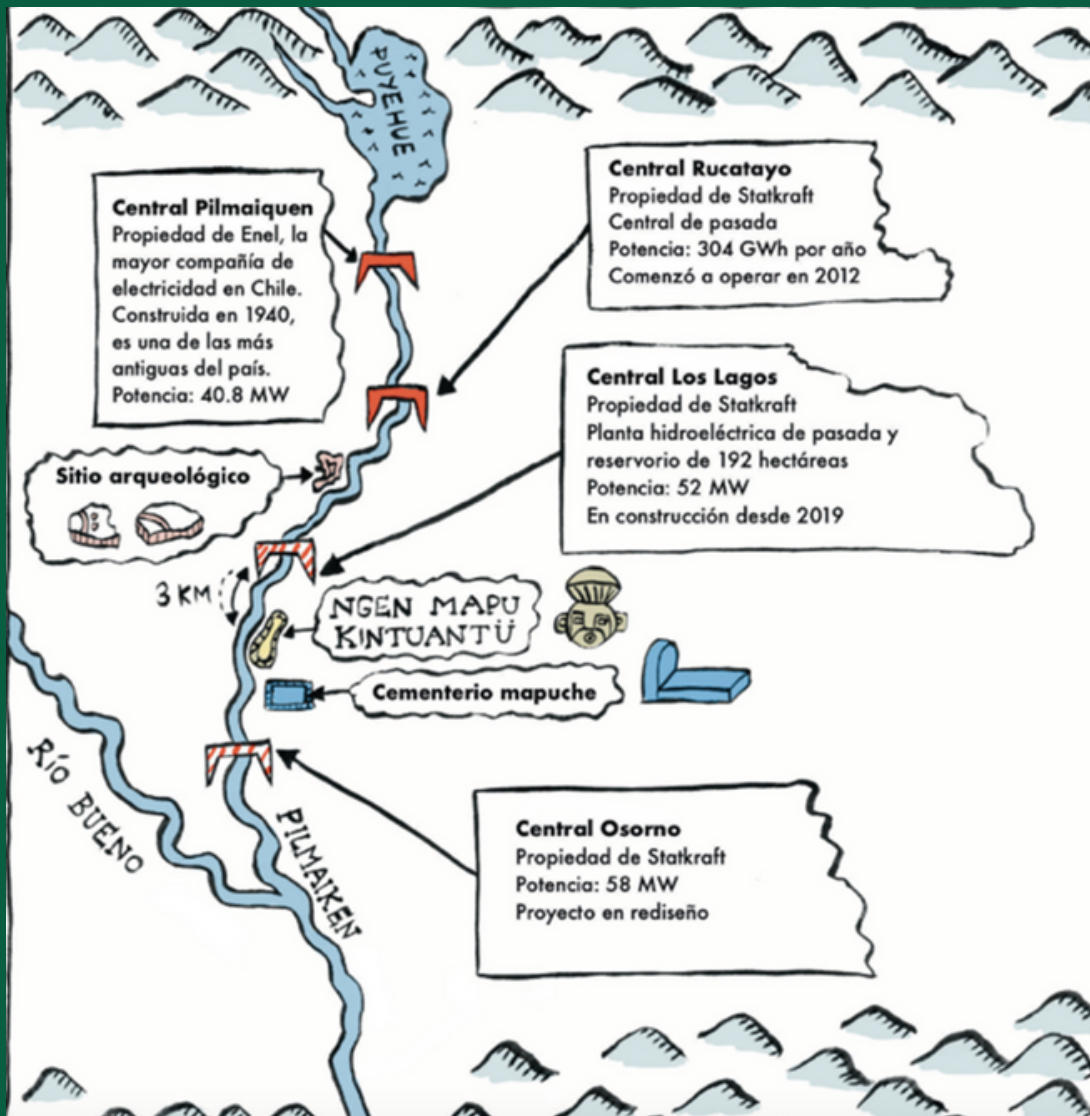 PUYEHUE
Central Pilmaiquen
Propiedad de Enel, la
mayor compañía de
electricidad en Chile.
Construida en 1940,
es una de las más
antiguas del país.
Potencia: 40.8 MW
Central Rucatayo
Propiedad de Statkraft
Central de pasada
Potencia: 304 GWh por año
Comenzó a operar en 2012
Central Los Lagos
Propiedad de Statkraft
Planta hidroeléctrica de pasada y
reservorio de 192 hectáreas
Potencia: 52 MW
En construcción desde 2019
Sitio arqueológico
3 KM
NGEN MAPU
KINTUANTÜ
Cementerio mapuche
RÍO BUENO
PILMAIKEN
Central Osorno
Propiedad de Statkraft
Potencia: 58 MW
Proyecto en rediseño